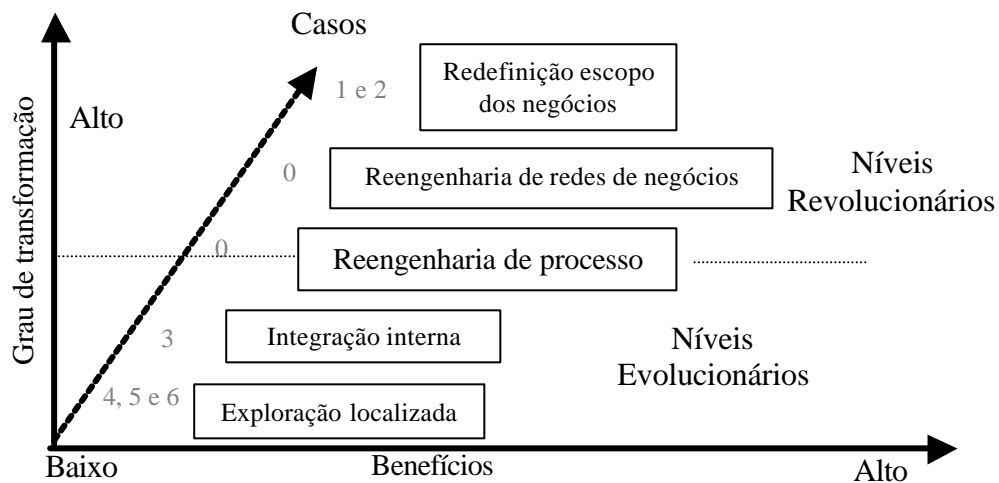 Casos
Redefinição escopo
dos negócios
1 e 2
Alto
0
Reengenharia de redes de negócios
Níveis
Revolucionários
Grau de transformação
0
Reengenharia de processo
3
Integração interna
Níveis
Evolucionários
4, 5 e 6
Exploração localizada
Baixo
Benefícios
Alto